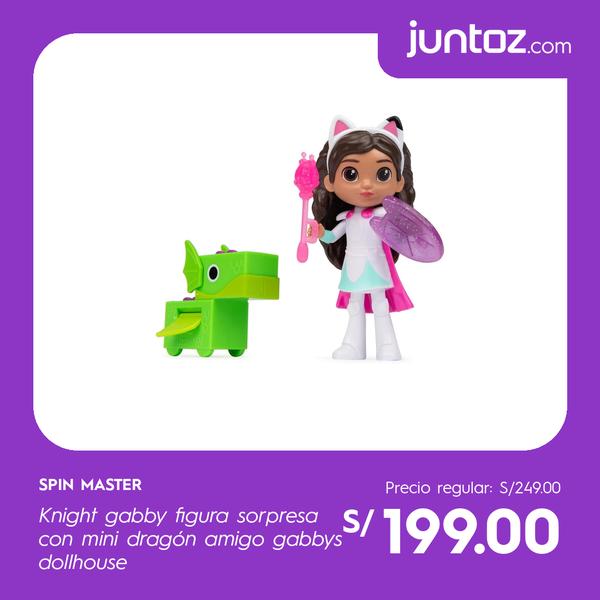 juntoz.com
SPIN MASTER
Knight gabby figura sorpresa
con mini dragón amigo gabbys
dollhouse
Precio regular: S/249.00
S/199.00